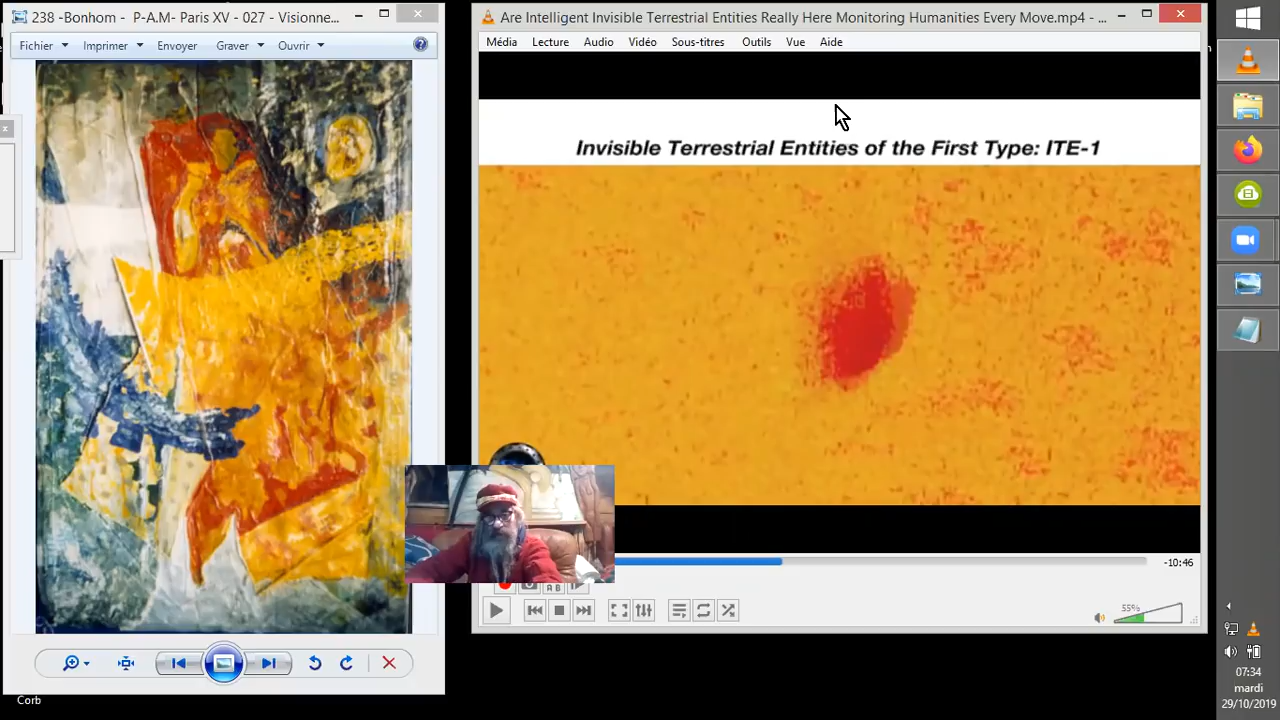 238 -Bonhom -   P-A.M- Paris XV - 027 - Visionne...
Fichier Imprimer Envoyer Graver Ouvrir
Corb
Are Intelligent Invisible Terrestrial Entities Really Here Monitoring Humanities Every Move.mp4 - ...
Média Lecture Audio Vidéo Sous-titres Outils Vue Aide
Invisible Terrestrial Entities of the First Type: ITE-1
-10:46
55%
07:34
mardi
29/10/2019